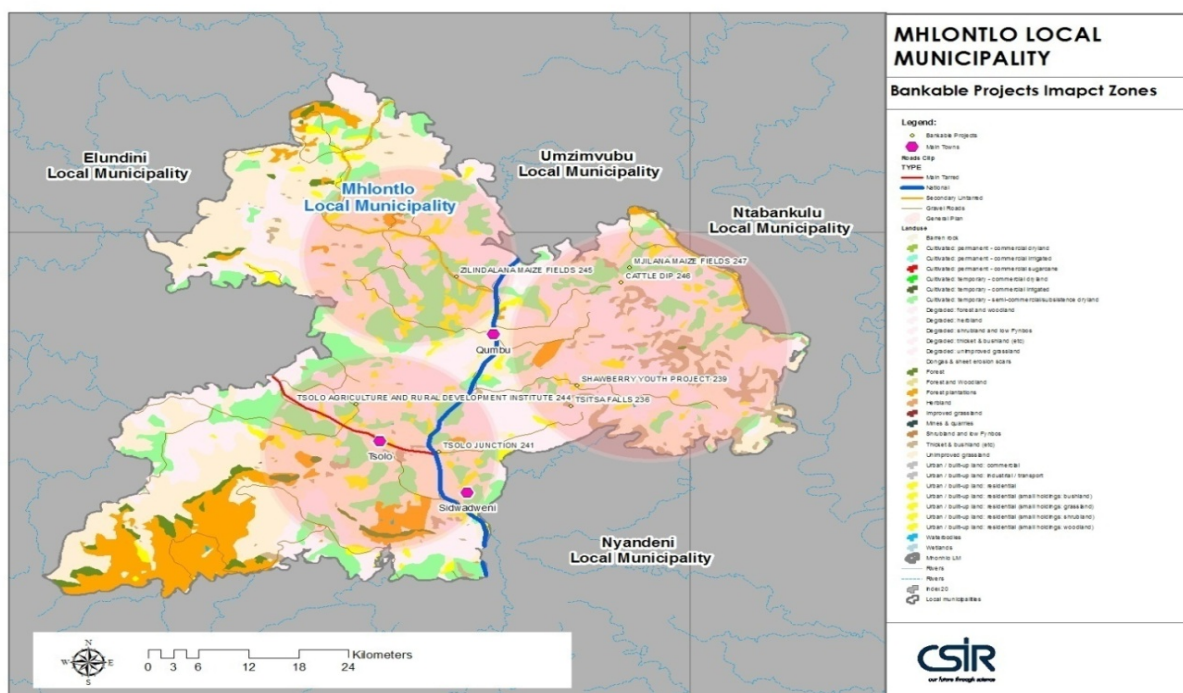 MHLONTLO LOCAL
MUNICIPALITY
Bankable Projects Imapct Zones
Legend:
Bankable Projects
Main Towns
Roads Clip
TYPE
Main Tarred
National
Secondary Untarred
Gravel Roads
General Plan
Landuse
Barren rock
Cultivated: permanent - commercial dryland
Cultivated: permanent - commercial irrigated
Cultivated: permanent - commercial sugarcane
Cultivated: temporary - commercial dryland
Cultivated: temporary - commercial irrigated
Cultivated: temporary - semi-commercial/subsistence dryland
Degraded: forest and woodland
Degraded: herbland
Degraded: shrubland and low Fynbos
Degraded: thicket & bushland (etc)
Degraded: unimproved grassland
Dongas & sheet erosion scars
Forest
Forest and Woodland
Forest plantations
Herbland
Improved grassland
Mines & quarries
Shrubland and low Fynbos
Thicket & bushland (etc)
Unimproved grassland
Urban / built-up land: commercial
Urban / built-up land: industrial / transport
Urban / built-up land: residential
Urban / built-up land: residential (small holdings: bushland)
Urban / built-up land: residential (small holdings: grassland)
Urban / built-up land: residential (small holdings: shrubland)
Urban / built-up land: residential (small holdings: woodland)
Waterbodies
Wetlands
Mhlontlo LM
Rivers
Rivers
Local municipalities
CSIR
our future through science
Elundini
Local Municipality
Umzimvubu
Local Municipality
Mhlontlo
Local Municipality
Ntabankulu
Local Municipality
ZILINDALANA MAIZE FIELDS 245
MJILANA MAIZE FIELDS 247
CATTLE DIP 246
Qumbu
SHAWBERRY YOUTH PROJECT 239
TSOLO AGRICULTURE AND RURAL DEVELOPMENT INSTITUTE 244
TSITSA FALLS 236
TSOLO JUNCTION 241
Tsolo
Sidwadweni
Nyandeni
Local Municipality
N
W E
S
Kilometers
0 3 6 12 18 24